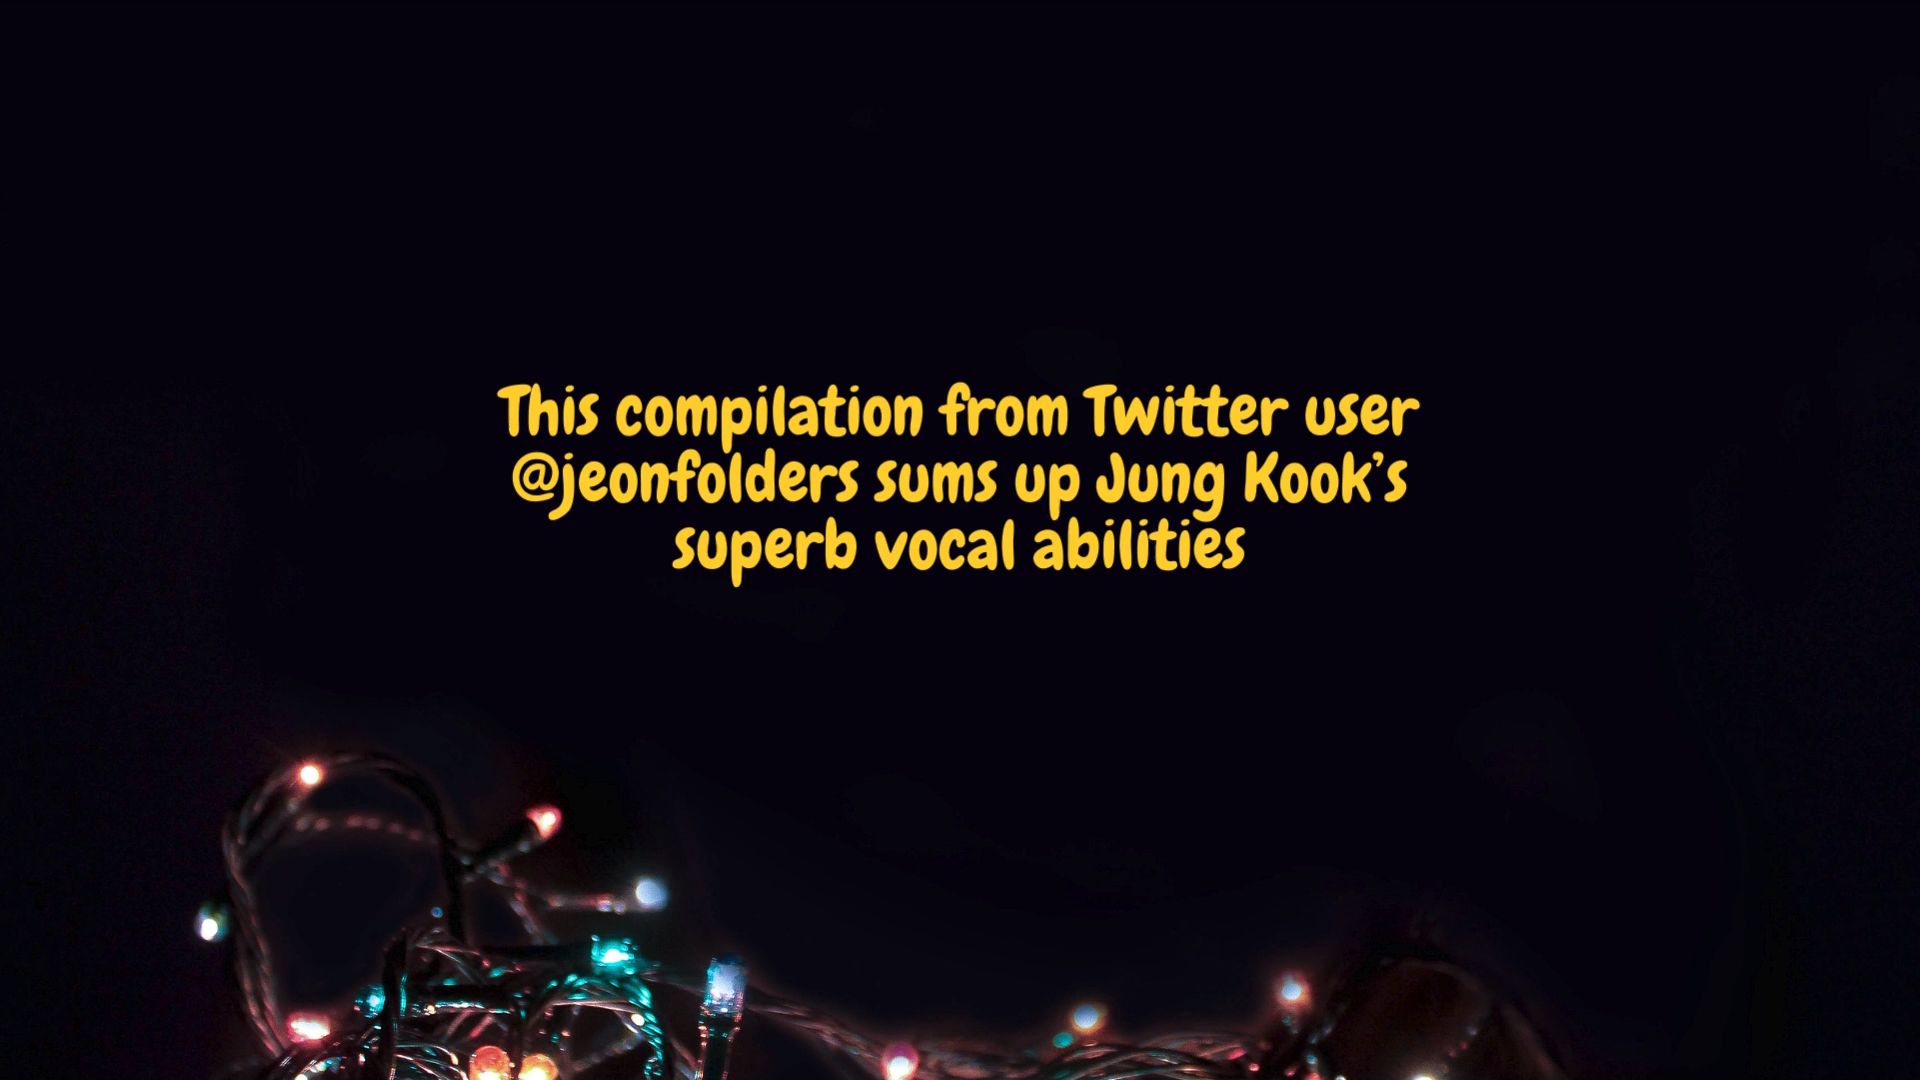 This compilation from Twitter user
@jeonfolders sums up Jung Kook’s
superb vocal abilities